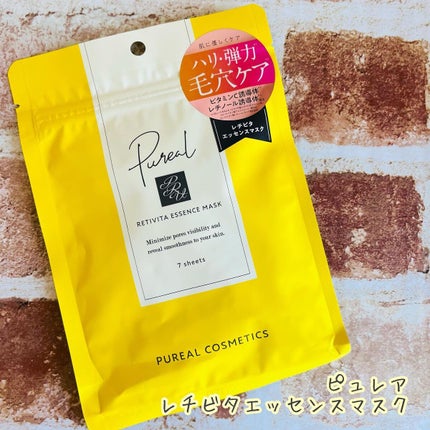 肌に優しくケア
ハリ・弾力
毛穴ケア
ビタミンC誘導体
レチノール誘導体
レチビタ
エッセンスマスク
Pureal
RETIVITA ESSENCE MASK
Minimize pores visibility and
reveal smoothness to your skin.
7 sheets
PUREAL COSMETICS
ピュレア
レチビタエッセンスマスク